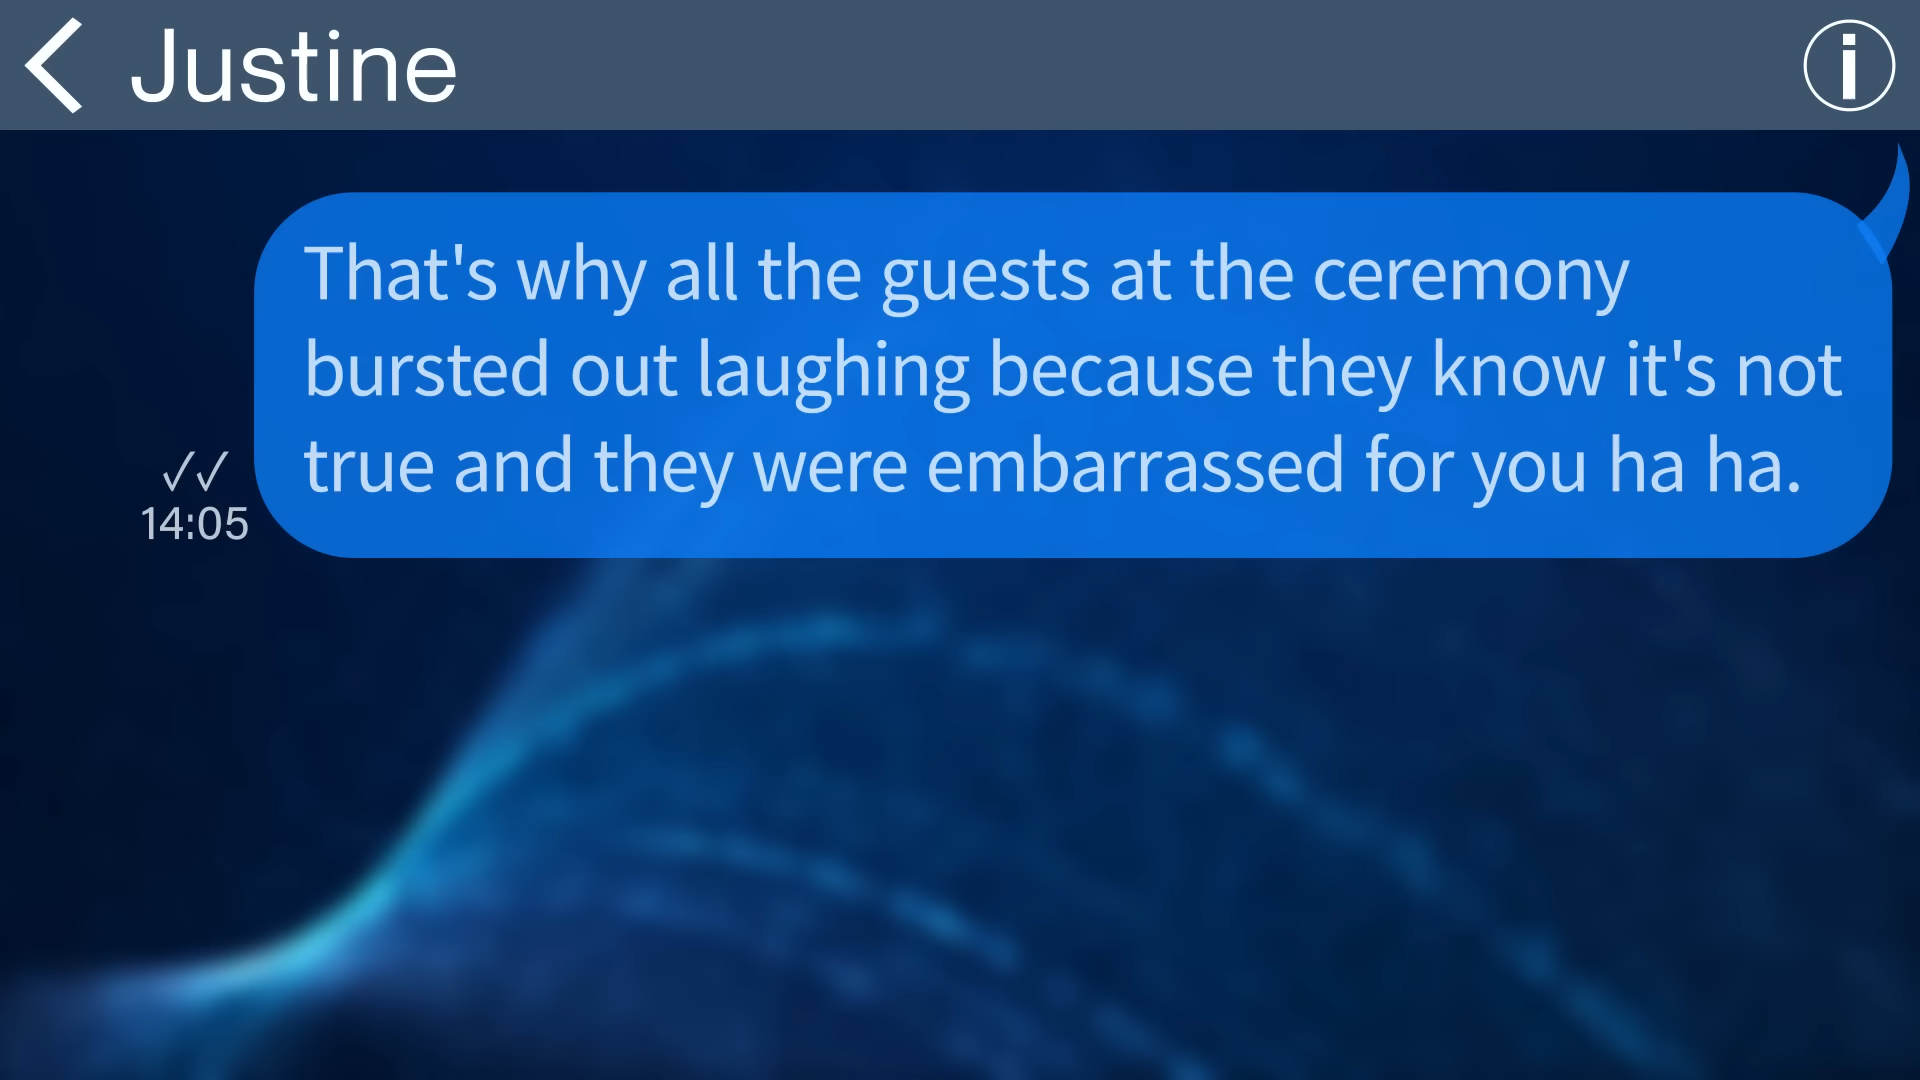 Justine
That's why all the guests at the ceremony
bursted out laughing because they know it's not
true and they were embarrassed for you ha ha.
14:05